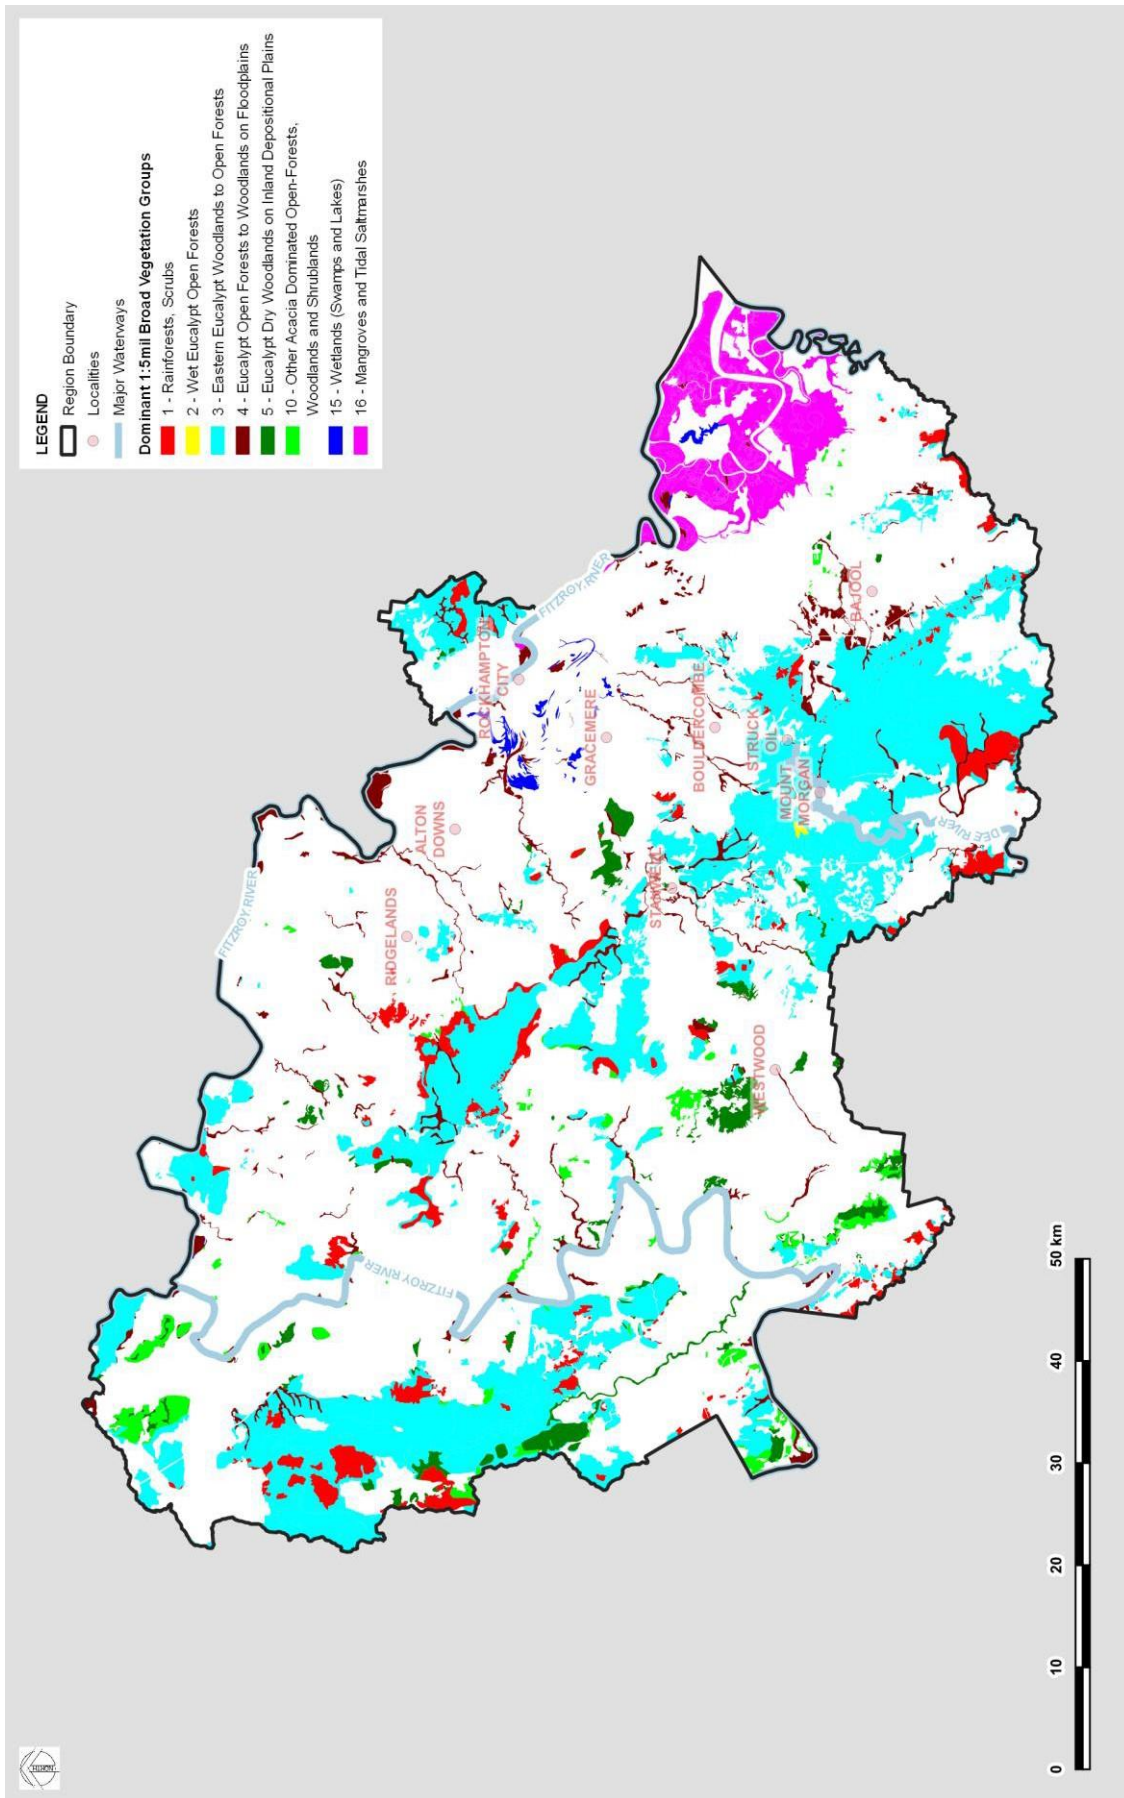 LEGEND
Region Boundary
Localities
Major Waterways
Dominant 1:5mil Broad Vegetation Groups
1 - Rainforests, Scrubs
2 - Wet Eucalypt Open Forests
3 - Eastern Eucalypt Woodlands to Open Forests
4 - Eucalypt Open Forests to Woodlands on Floodplains
5 - Eucalypt Dry Woodlands on Inland Depositional Plains
10 - Other Acacia Dominated Open-Forests,
Woodlands and Shrublands
15 - Wetlands (Swamps and Lakes)
16 - Mangroves and Tidal Saltmarshes
FITZROY RIVER
FITZROY RIVER
FITZROY RIVER
RIDGELANDS
ALTON
DOWNS
ROCKHAMPTON
CITY
GRACEMERE
STANWELL
BOULDERCOMBE
STRUCK
OIL
MOUNT
MORGAN
BAJOOL
WESTWOOD
DEE RIVER
0
10
20
30
40
50 km